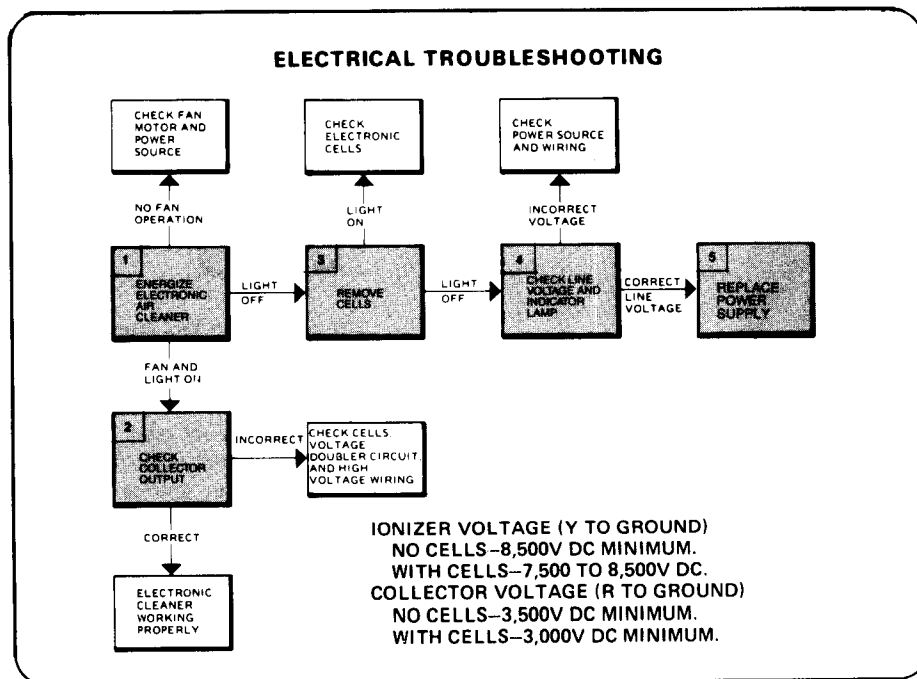 ELECTRICAL TROUBLESHOOTING
CHECK FAN
MOTOR AND
POWER
SOURCE
CHECK
ELECTRONIC
CELLS
CHECK
POWER SOURCE
AND WIRING
NO FAN
OPERATION
LIGHT
ON
INCORRECT
VOLTAGE
1
ENERGIZE
ELECTRONIC
AIR
CLEANER
LIGHT
OFF
3
REMOVE
CELLS
LIGHT
OFF
4
CHECK LINE
VOLTAGE AND
INDICATOR
LAMP
CORRECT
LINE
VOLTAGE
5
REPLACE
POWER
SUPPLY
FAN AND
LIGHT ON
2
CHECK
COLLECTOR
OUTPUT
INCORRECT
CHECK CELLS
VOLTAGE
DOUBLER CIRCUIT
AND HIGH
VOLTAGE WIRING
CORRECT
ELECTRONIC
CLEANER
WORKING
PROPERLY
IONIZER VOLTAGE (Y TO GROUND)
NO CELLS–8,500V DC MINIMUM.
WITH CELLS–7,500 TO 8,500V DC.
COLLECTOR VOLTAGE (R TO GROUND)
NO CELLS–3,500V DC MINIMUM.
WITH CELLS–3,000V DC MINIMUM.